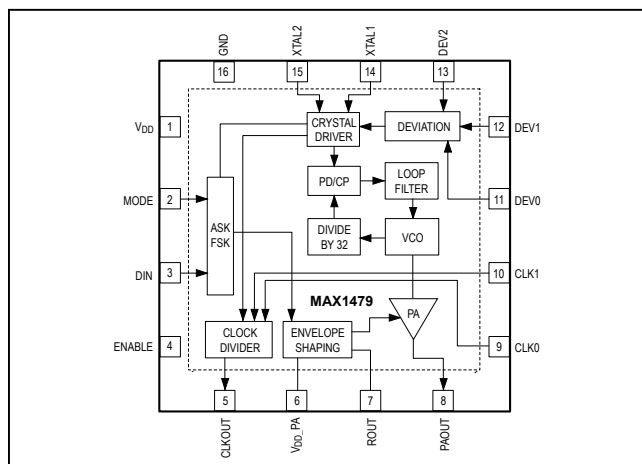 GND
XTAL2
XTAL1
DEV2
16
15
14
13
VDD
1
CRYSTAL
DRIVER
DEVIATION
12
DEV1
MODE
2
ASK
FSK
PD/CP
LOOP
FILTER
11
DEV0
DIVIDE
BY 32
VCO
DIN
3
10
CLK1
MAX1479
PA
ENABLE
4
CLOCK
DIVIDER
ENVELOPE
SHAPING
9
CLK0
5
6
7
8
CLKOUT
VDD_PA
ROUT
PAOUT